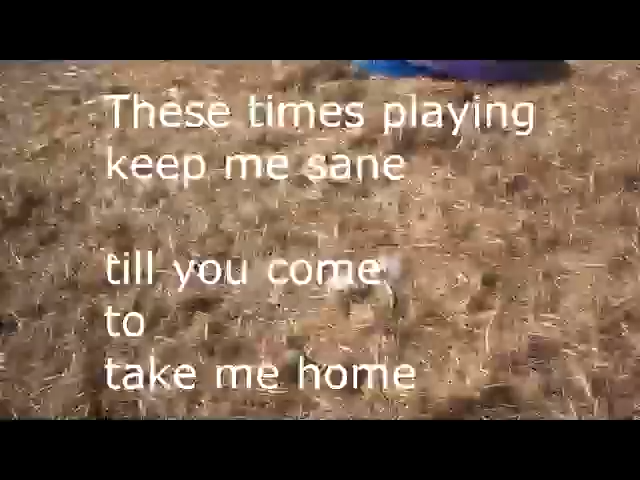 These times playing
keep me sane
till you come
to
take me home